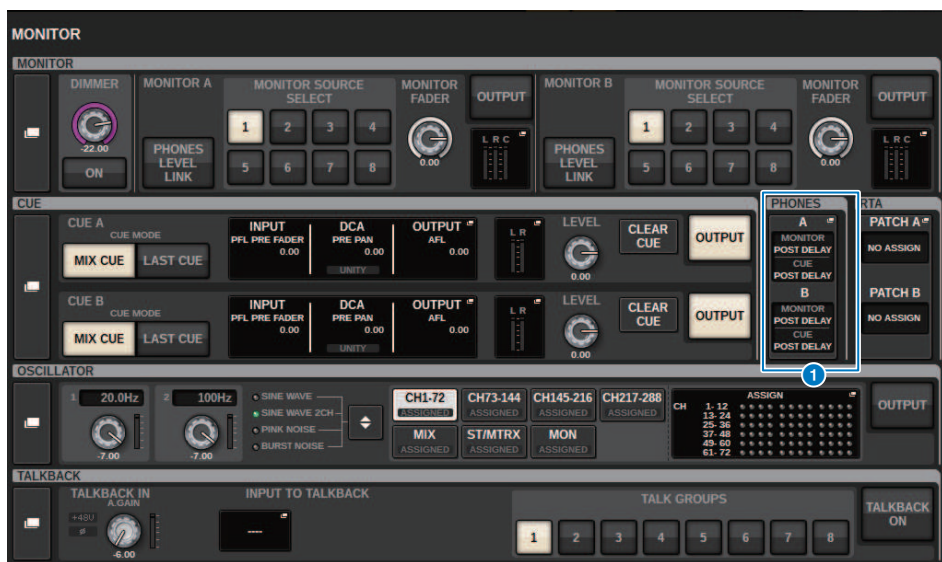 MONITOR
MONITOR
DIMMER
-22.00
ON
MONITOR A
PHONES
LEVEL
LINK
MONITOR SOURCE
SELECT
1 2 3 4
5 6 7 8
MONITOR
FADER
0.00
OUTPUT
L R C
MONITOR B
PHONES
LEVEL
LINK
MONITOR SOURCE
SELECT
1 2 3 4
5 6 7 8
MONITOR
FADER
0.00
OUTPUT
L R C
CUE
CUE A
CUE MODE
MIX CUE LAST CUE
INPUT
PFL PRE FADER
0.00
DCA
PRE PAN
0.00
UNITY
OUTPUT
AFL
0.00
L R
LEVEL
0.00
CLEAR
CUE
OUTPUT
CUE B
CUE MODE
MIX CUE LAST CUE
INPUT
PFL PRE FADER
0.00
DCA
PRE PAN
0.00
UNITY
OUTPUT
AFL
0.00
L R
LEVEL
0.00
CLEAR
CUE
OUTPUT
PHONES
A
MONITOR
POST DELAY
CUE
POST DELAY
B
MONITOR
POST DELAY
CUE
POST DELAY
1
RTA
PATCH A
NO ASSIGN
PATCH B
NO ASSIGN
OSCILLATOR
1 20.0Hz
-7.00
2 100Hz
-7.00
SINE WAVE
SINE WAVE 2CH
PINK NOISE
BURST NOISE
CH1-72
ASSIGNED
CH73-144
ASSIGNED
CH145-216
ASSIGNED
CH217-288
ASSIGNED
MIX
ASSIGNED
ST/MTRX
ASSIGNED
MON
ASSIGNED
ASSIGN
CH 1- 12
13- 24
25- 36
37- 48
49- 60
61- 72
OUTPUT
TALKBACK
TALKBACK IN
A.GAIN
+48V
ø
-6.00
INPUT TO TALKBACK
----
TALK GROUPS
1 2 3 4 5 6 7 8
TALKBACK
ON